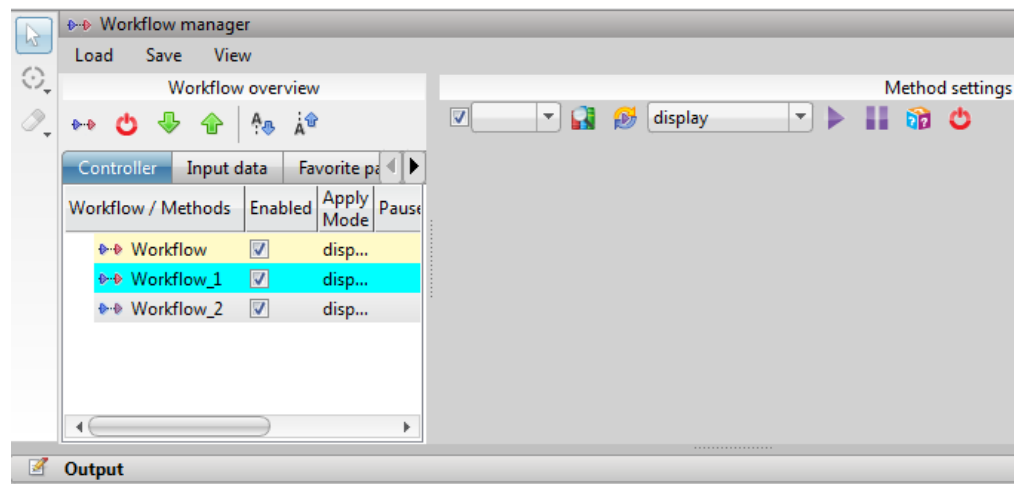 Workflow manager
Load Save View
Workflow overview
Method settings
display
Controller Input data Favorite pa
Workflow / Methods Enabled Apply Mode Pause
Workflow disp...
Workflow_1 disp...
Workflow_2 disp...
Output